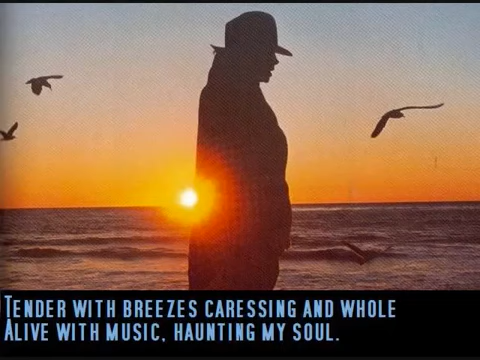 Tender with breezes caressing and whole
Alive with music, haunting my soul.